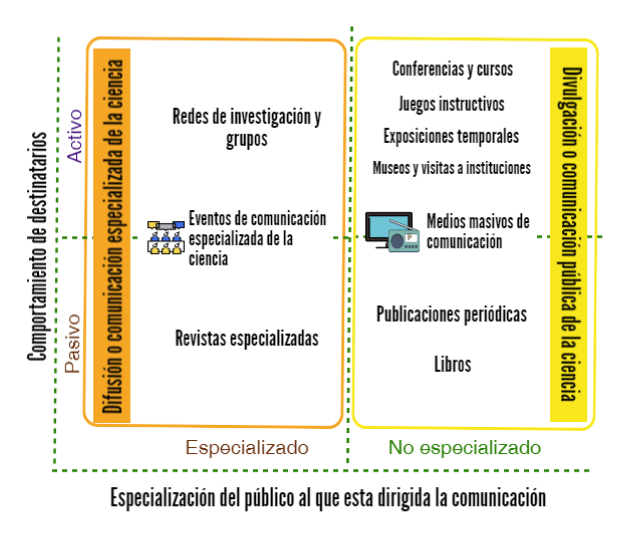 Comportamiento de destinatarios
Activo
Pasivo
Difusión o comunicación especializada de la ciencia
Redes de investigación y
grupos
Eventos de comunicación
especializada de la
ciencia
Revistas especializadas
Conferencias y cursos
Juegos instructivos
Exposiciones temporales
Museos y visitas a instituciones
Medios masivos de
comunicación
Publicaciones periódicas
Libros
Divulgación o comunicación pública de la ciencia
Especializado
No especializado
Especialización del público al que esta dirigida la comunicación